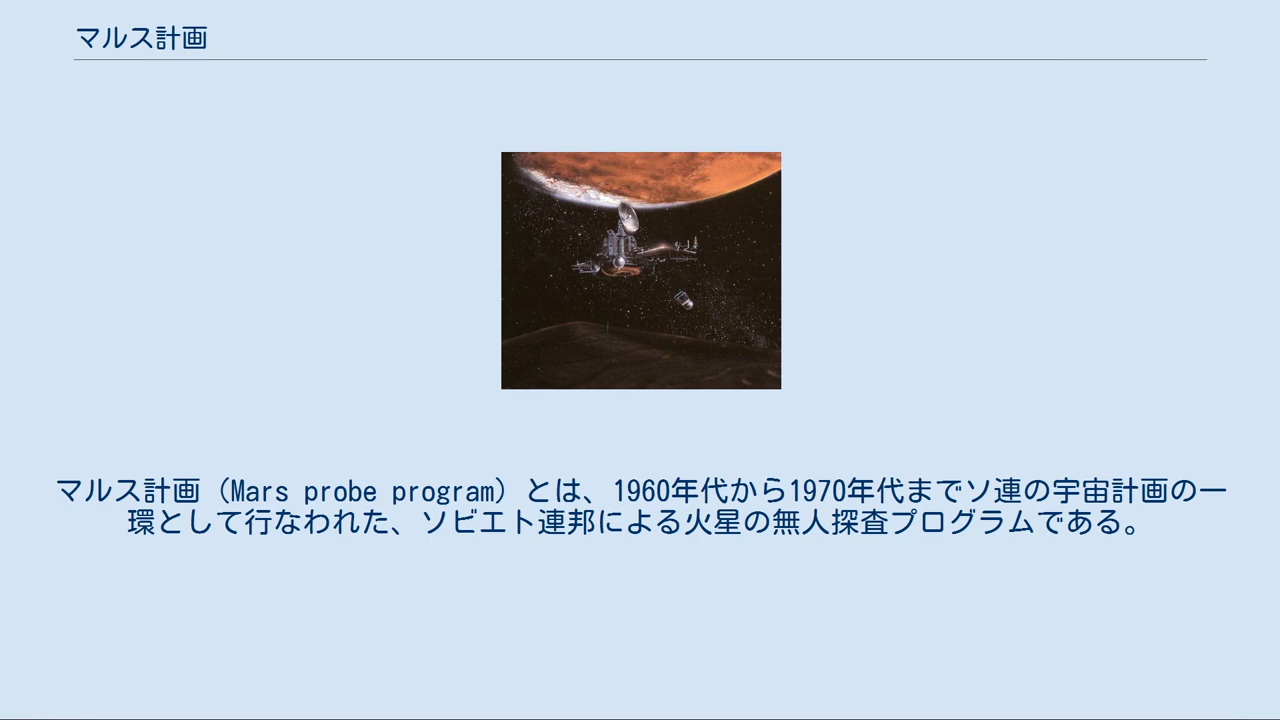 マルス計画
マルス計画（Mars probe program）とは、1960年代から1970年代までソ連の宇宙計画の一
環として行なわれた、ソビエト連邦による火星の無人探査プログラムである。